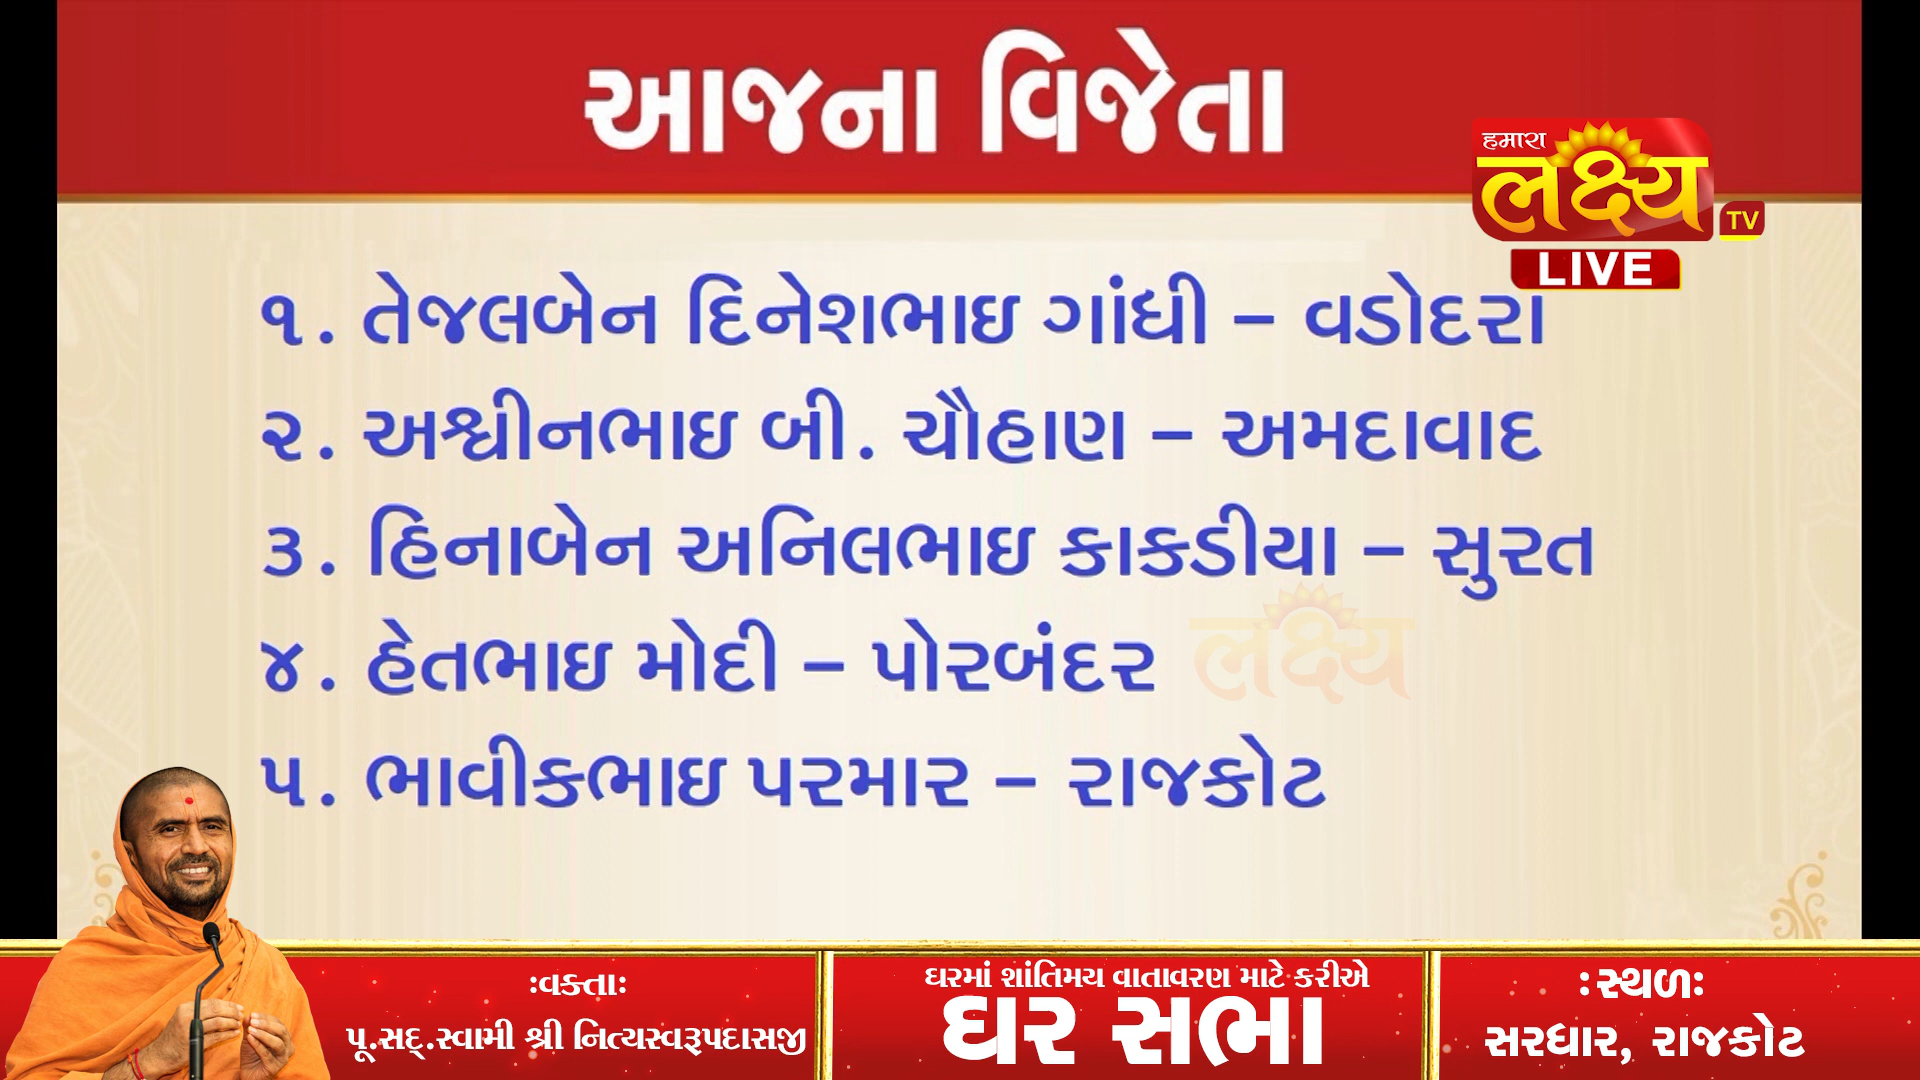 આજના વિજેતા
हमारा
લક્ષ્ય
TV
LIVE
૧. તેજલબેન દિનેશભાઇ ગાંધી – વડોદરા
૨. અશ્વીનભાઇ બી. ચૌહાણ – અમદાવાદ
૩. હિનાબેન અનિલભાઇ કાકડીયા – સુરત
૪. હેતભાઇ મોદી – પોરબંદર
લક્ષ્ય
૫. ભાવીકભાઇ પરમાર – રાજકોટ
:વક્તા:
પૂ.સદ્.સ્વામી શ્રી નિત્યસ્વરૂપદાસજી
ઘરમાં શાંતિમય વાતાવરણ માટે કરીએ
ઘર સભા
:સ્થળ:
સરધાર, રાજકોટ